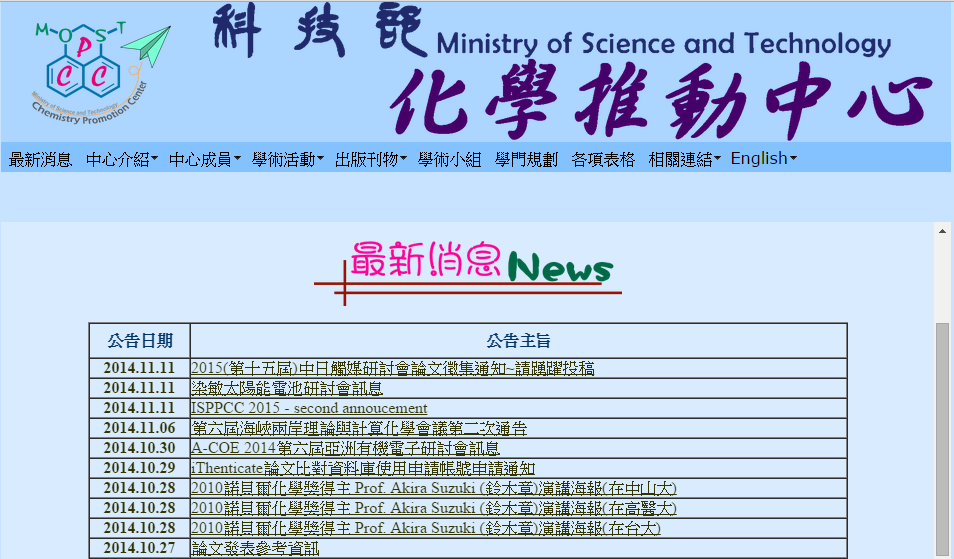 MOST
PCC
Ministry of Science and Technology
Chemistry Promotion Center
科技部 Ministry of Science and Technology
化學推動中心
最新消息 中心介紹 中心成員 學術活動 出版刊物 學術小組 學門規劃 各項表格 相關連結 English
最新消息 News
公告日期 公告主旨
2014.11.11 2015(第十五屆)中日觸媒研討會論文徵集通知~請踴躍投稿
2014.11.11 染敏太陽能電池研討會訊息
2014.11.11 ISPPCC 2015 - second annoucement
2014.11.06 第六屆海峽兩岸理論與計算化學會議第二次通告
2014.10.30 A-COE 2014第六屆亞洲有機電子研討會訊息
2014.10.29 iThenticate論文比對資料庫使用申請帳號申請通知
2014.10.28 2010諾貝爾化學獎得主 Prof. Akira Suzuki (鈴木章)演講海報(在中山大)
2014.10.28 2010諾貝爾化學獎得主 Prof. Akira Suzuki (鈴木章)演講海報(在高醫大)
2014.10.28 2010諾貝爾化學獎得主 Prof. Akira Suzuki (鈴木章)演講海報(在台大)
2014.10.27 論文發表參考資訊